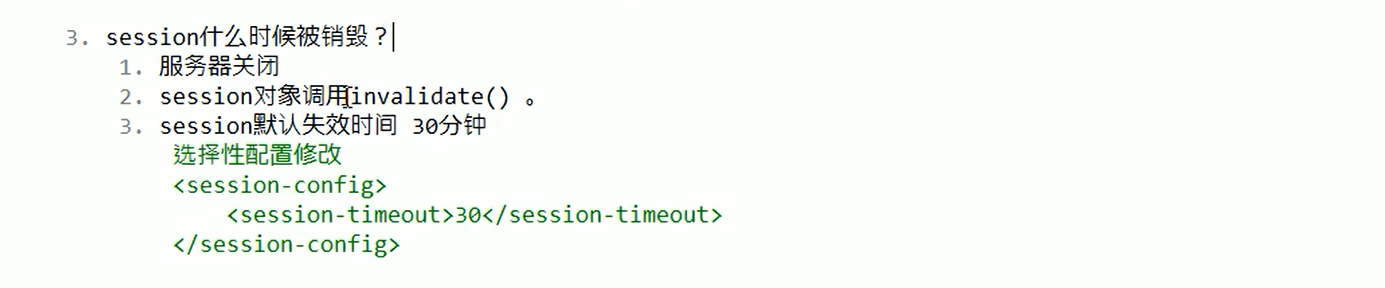 3. session什么时候被销毁？
1. 服务器关闭
2. session对象调用invalidate() 。
3. session默认失效时间 30分钟
选择性配置修改
<session-config>
<session-timeout>30</session-timeout>
</session-config>